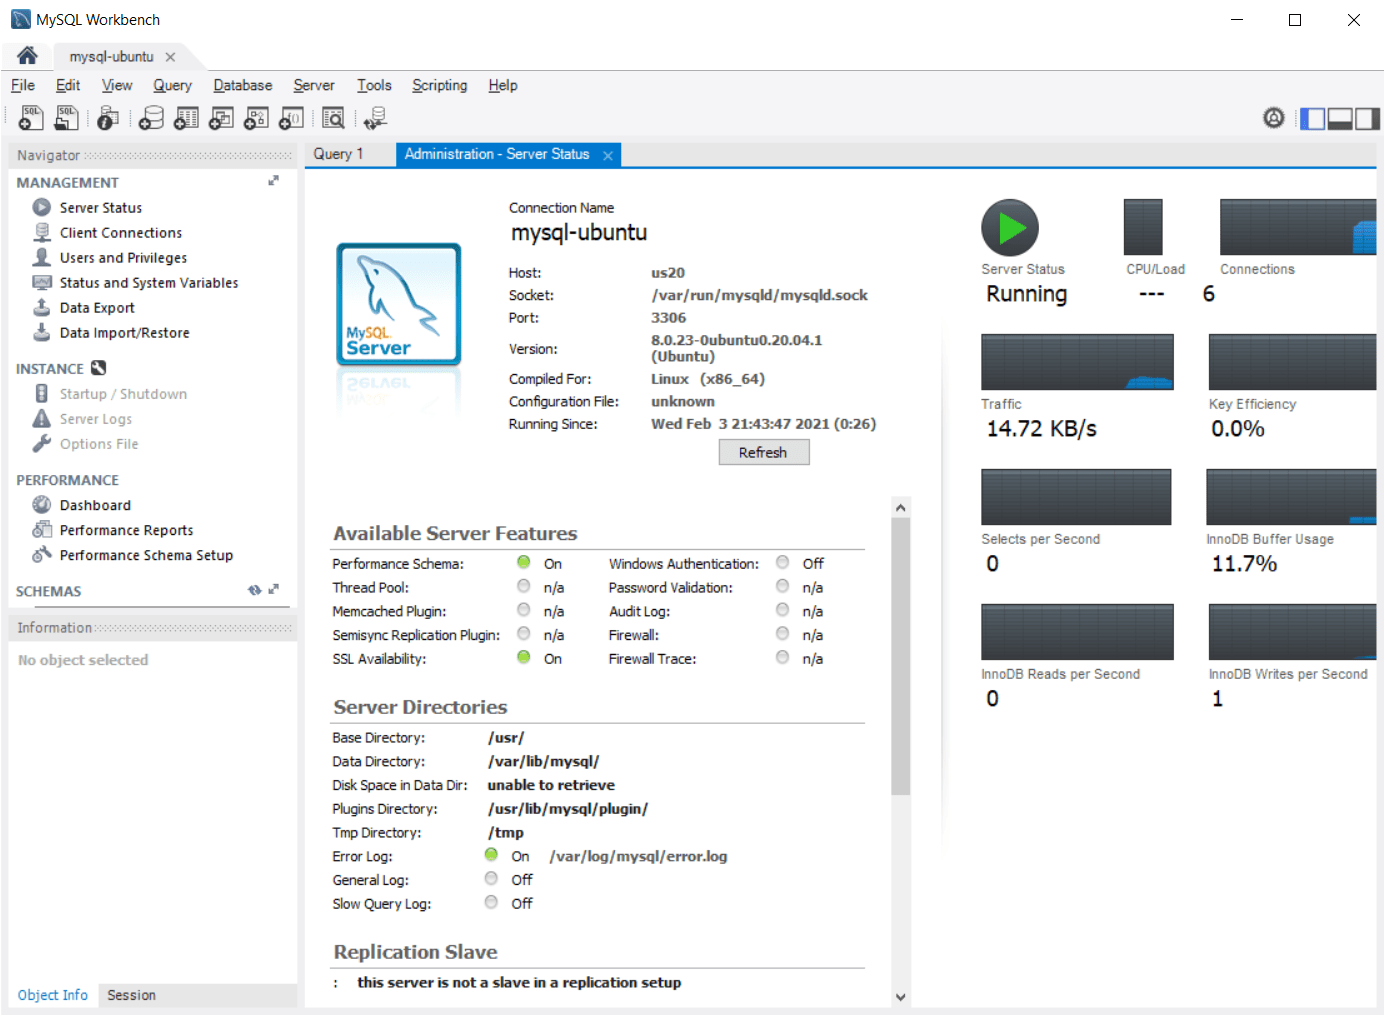 MySQL Workbench
mysql-ubuntu
File Edit View Query Database Server Tools Scripting Help
SQL SQL
Navigator
MANAGEMENT
Server Status
Client Connections
Users and Privileges
Status and System Variables
Data Export
Data Import/Restore
INSTANCE
Startup / Shutdown
Server Logs
Options File
PERFORMANCE
Dashboard
Performance Reports
Performance Schema Setup
SCHEMAS
Information
No object selected
Object Info Session
Query 1 Administration - Server Status
MySQL
Server
Connection Name
mysql-ubuntu
Host: us20
Socket: /var/run/mysqld/mysqld.sock
Port: 3306
Version: 8.0.23-0ubuntu0.20.04.1
(Ubuntu)
Compiled For: Linux (x86_64)
Configuration File: unknown
Running Since: Wed Feb 3 21:43:47 2021 (0:26)
Refresh
Available Server Features
Performance Schema: On Windows Authentication: Off
Thread Pool: n/a Password Validation: n/a
Memcached Plugin: n/a Audit Log: n/a
Semisync Replication Plugin: n/a Firewall: n/a
SSL Availability: On Firewall Trace: n/a
Server Directories
Base Directory: /usr/
Data Directory: /var/lib/mysql/
Disk Space in Data Dir: unable to retrieve
Plugins Directory: /usr/lib/mysql/plugin/
Tmp Directory: /tmp
Error Log: On /var/log/mysql/error.log
General Log: Off
Slow Query Log: Off
Replication Slave
: this server is not a slave in a replication setup
Server Status CPU/Load Connections
Running --- 6
Traffic Key Efficiency
14.72 KB/s 0.0%
Selects per Second InnoDB Buffer Usage
0 11.7%
InnoDB Reads per Second InnoDB Writes per Second
0 1